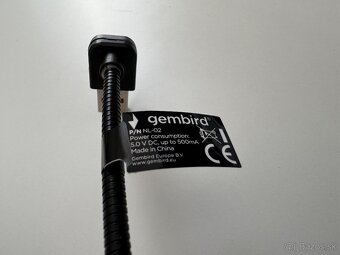 gembird
P/N NL-02
Power consumption:
5.0 V DC, up to 500mA
Made in China
Gembird Europe B.V.
www.gembird.eu
CE